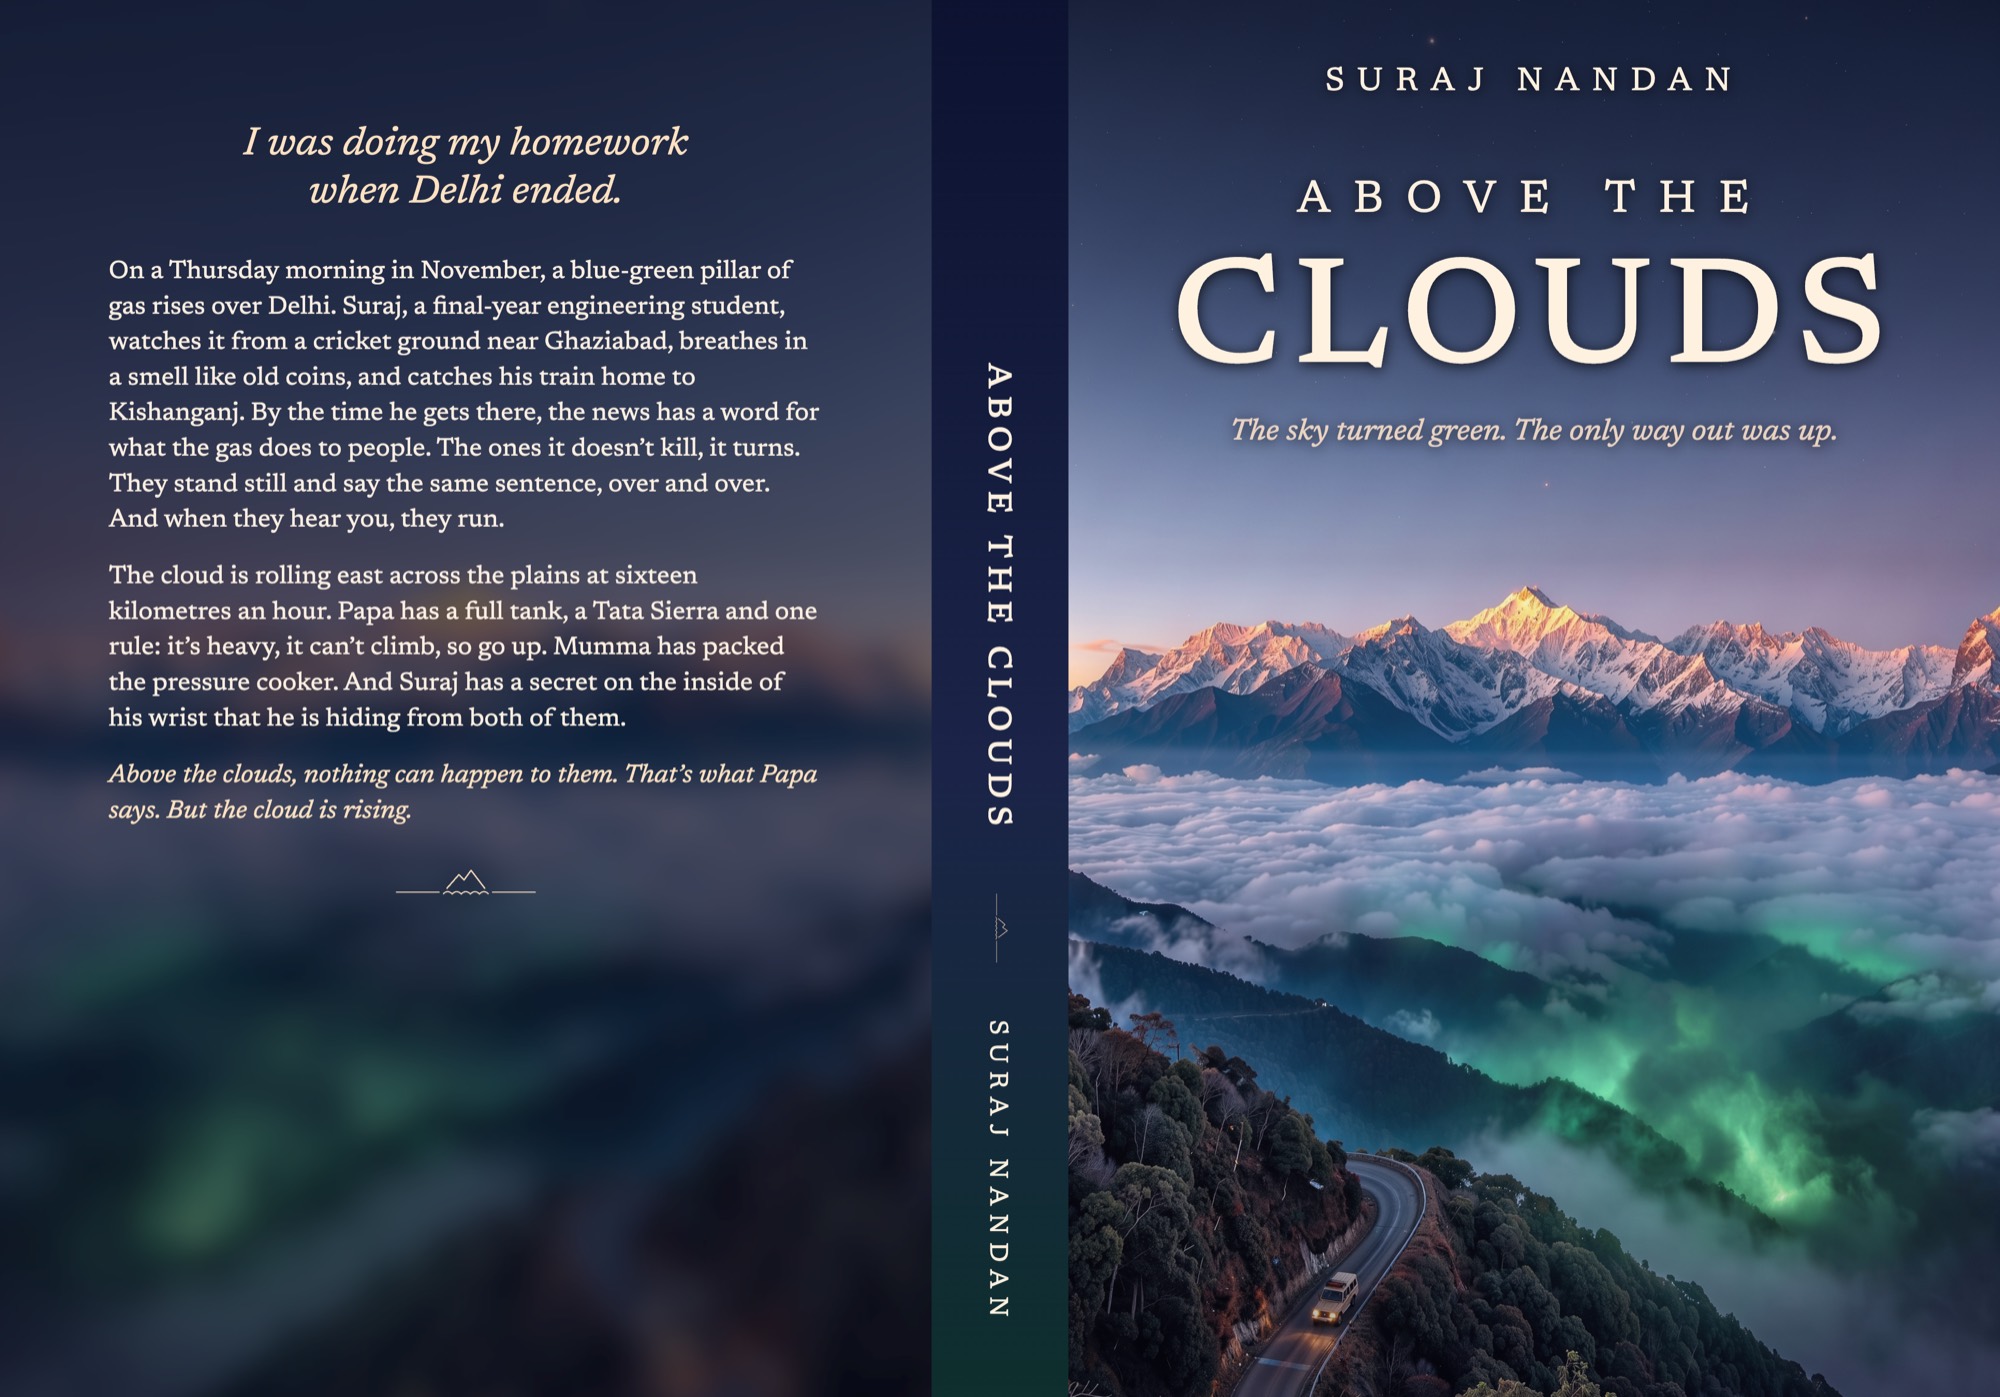 I was doing my homework
when Delhi ended.
On a Thursday morning in November, a blue-green pillar of
gas rises over Delhi. Suraj, a final-year engineering student,
watches it from a cricket ground near Ghaziabad, breathes in
a smell like old coins, and catches his train home to
Kishanganj. By the time he gets there, the news has a word for
what the gas does to people. The ones it doesn’t kill, it turns.
They stand still and say the same sentence, over and over.
And when they hear you, they run.
The cloud is rolling east across the plains at sixteen
kilometres an hour. Papa has a full tank, a Tata Sierra and one
rule: it’s heavy, it can’t climb, so go up. Mumma has packed
the pressure cooker. And Suraj has a secret on the inside of
his wrist that he is hiding from both of them.
Above the clouds, nothing can happen to them. That’s what Papa
says. But the cloud is rising.
ABOVE THE CLOUDS
SURAJ NANDAN
SURAJ NANDAN
ABOVE THE
CLOUDS
The sky turned green. The only way out was up.